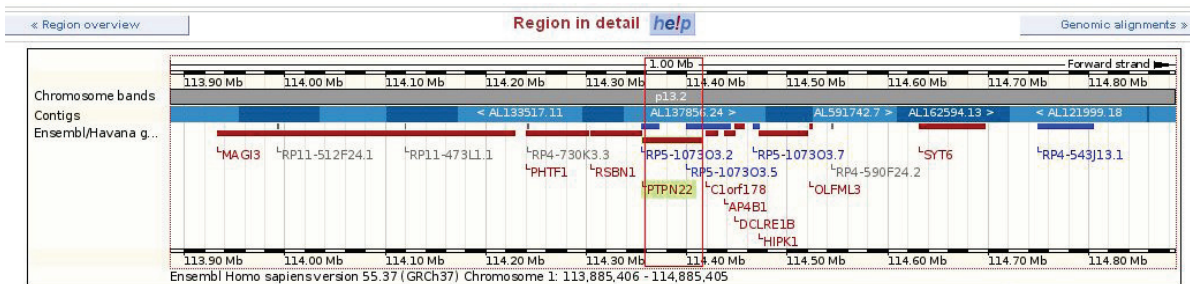 « Region overview
Region in detail help
Genomic alignments »
1.00 Mb
Forward strand
113.90 Mb 114.00 Mb 114.10 Mb 114.20 Mb 114.30 Mb 114.40 Mb 114.50 Mb 114.60 Mb 114.70 Mb 114.80 Mb
Chromosome bands p13.2
Contigs < AL133517.11 AL137856.24 > AL591742.7 > AL162594.13 > < AL121999.18
Ensembl/Havana g...
MAGI3 RP11-512F24.1 RP11-473L1.1 RP4-730K3.3 RP5-1073O3.2 RP5-1073O3.7 SYT6 RP4-543J13.1
PHTF1 RSBN1 RP5-1073O3.5 RP4-590F24.2
PTPN22 C1orf178 OLFML3
AP4B1
DCLRE1B
HIPK1
113.90 Mb 114.00 Mb 114.10 Mb 114.20 Mb 114.30 Mb 114.40 Mb 114.50 Mb 114.60 Mb 114.70 Mb 114.80 Mb
Ensembl Homo sapiens version 55.37 (GRCh37) Chromosome 1: 113,885,406 - 114,885,405